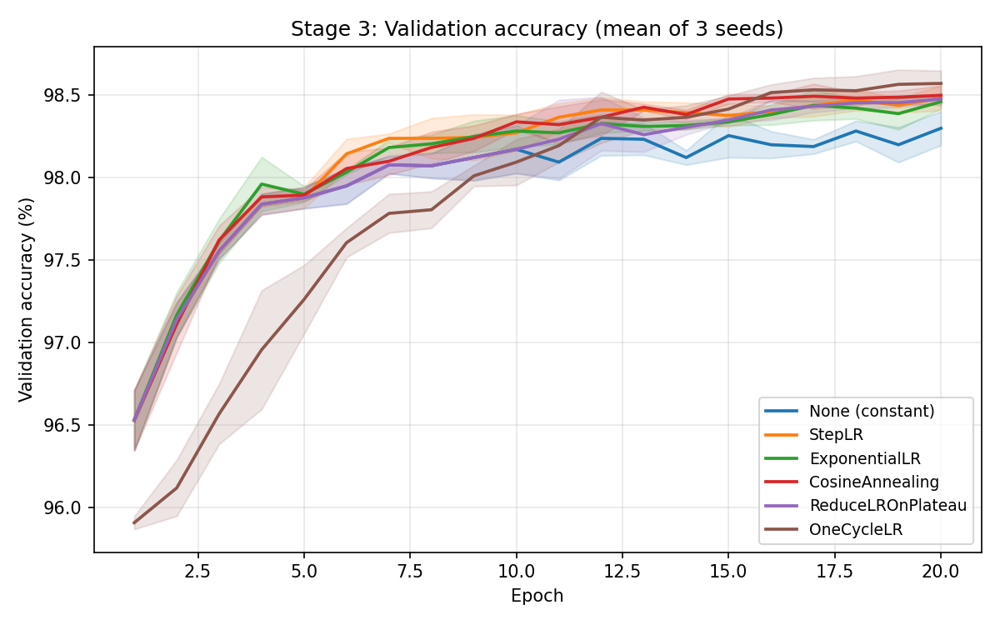 Stage 3: Validation accuracy (mean of 3 seeds)
Validation accuracy (%)
98.5
98.0
97.5
97.0
96.5
96.0
2.5 5.0 7.5 10.0 12.5 15.0 17.5 20.0
Epoch
None (constant)
StepLR
ExponentialLR
CosineAnnealing
ReduceLROnPlateau
OneCycleLR